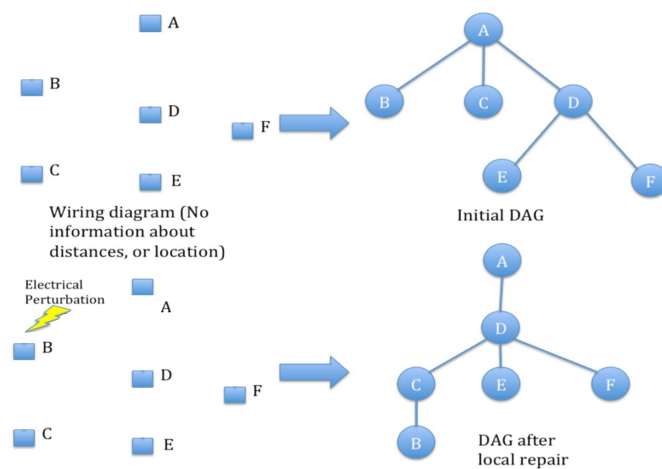 A
B
D
F
C
E
Wiring diagram (No
information about
distances, or location)
A
B
C
D
E
F
Initial DAG
Electrical
Perturbation
A
B
D
F
C
E
A
D
C
E
F
B
DAG after
local repair